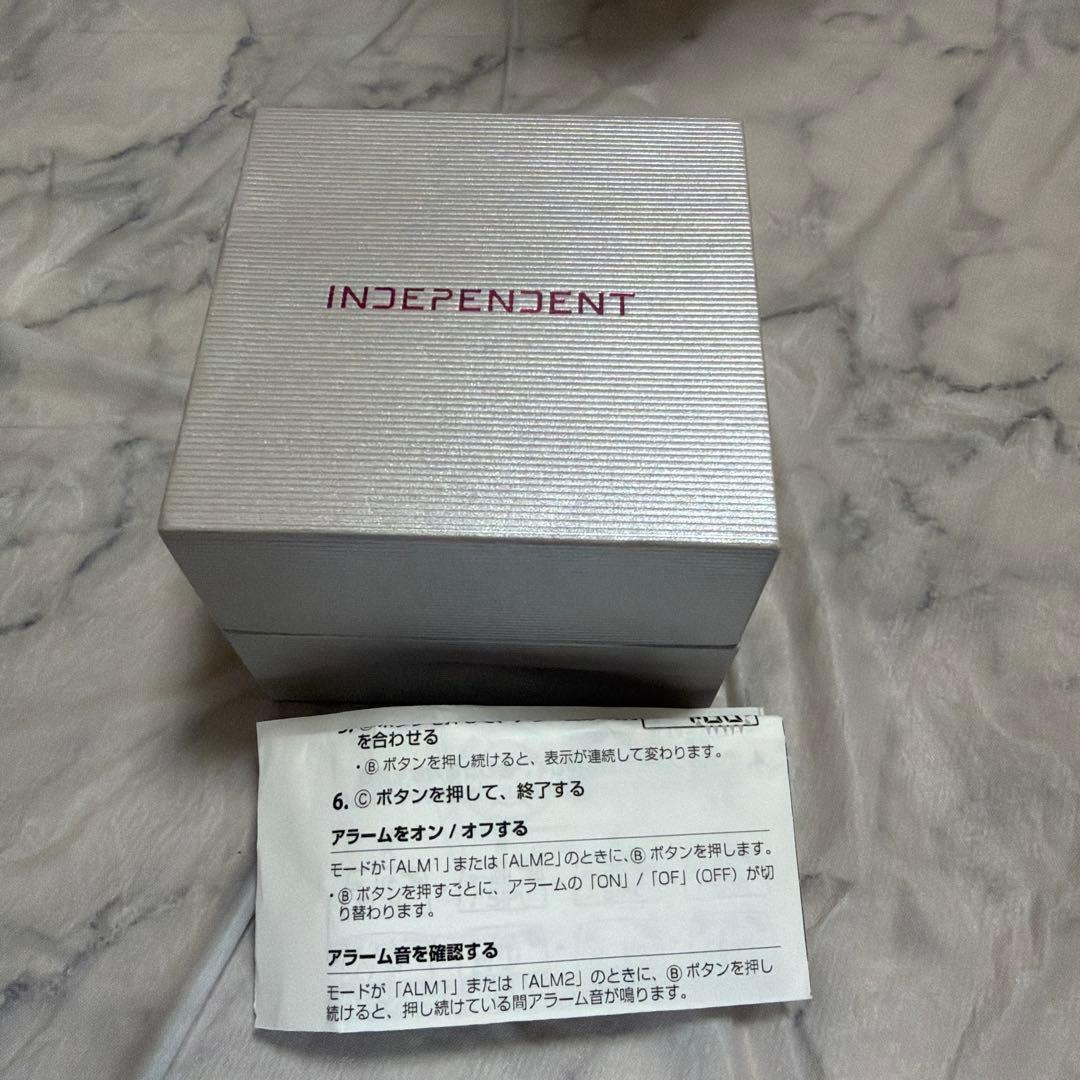 INDEPENDENT
を合わせる
・Ⓑ ボタンを押し続けると、表示が連続して変わります。
6. Ⓒ ボタンを押して、終了する
アラームをオン / オフする
モードが「ALM1」または「ALM2」のときに、Ⓑ ボタンを押します。
・Ⓑ ボタンを押すごとに、アラームの「ON」/「OF」(OFF) が切
り替わります。
アラーム音を確認する
モードが「ALM1」または「ALM2」のときに、Ⓑ ボタンを押し
続けると、押し続けている間アラーム音が鳴ります。